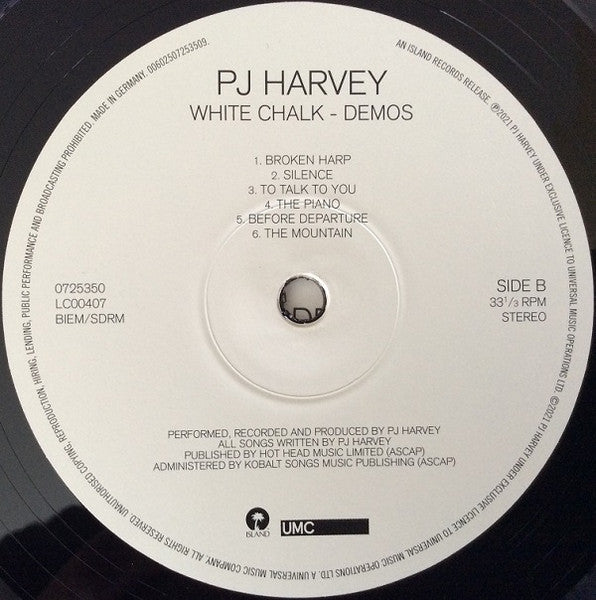 PJ HARVEY
WHITE CHALK - DEMOS
1. BROKEN HARP
2. SILENCE
3. TO TALK TO YOU
4. THE PIANO
5. BEFORE DEPARTURE
6. THE MOUNTAIN
0725350
LC00407
BIEM/SDRM
SIDE B
33 1/3 RPM
STEREO
PERFORMED, RECORDED AND PRODUCED BY PJ HARVEY
ALL SONGS WRITTEN BY PJ HARVEY
PUBLISHED BY HOT HEAD MUSIC LIMITED (ASCAP)
ADMINISTERED BY KOBALT SONGS MUSIC PUBLISHING (ASCAP)
ISLAND
UMC
AN ISLAND RECORDS RELEASE. ℗2021 PJ HARVEY UNDER EXCLUSIVE LICENCE TO UNIVERSAL MUSIC OPERATIONS LTD. ©2021 PJ HARVEY UNDER EXCLUSIVE LICENCE TO UNIVERSAL MUSIC OPERATIONS LTD. A UNIVERSAL MUSIC COMPANY. ALL RIGHTS RESERVED. UNAUTHORISED COPYING, REPRODUCTION, HIRING, LENDING, PUBLIC PERFORMANCE AND BROADCASTING PROHIBITED. MADE IN GERMANY. 00602507253509.